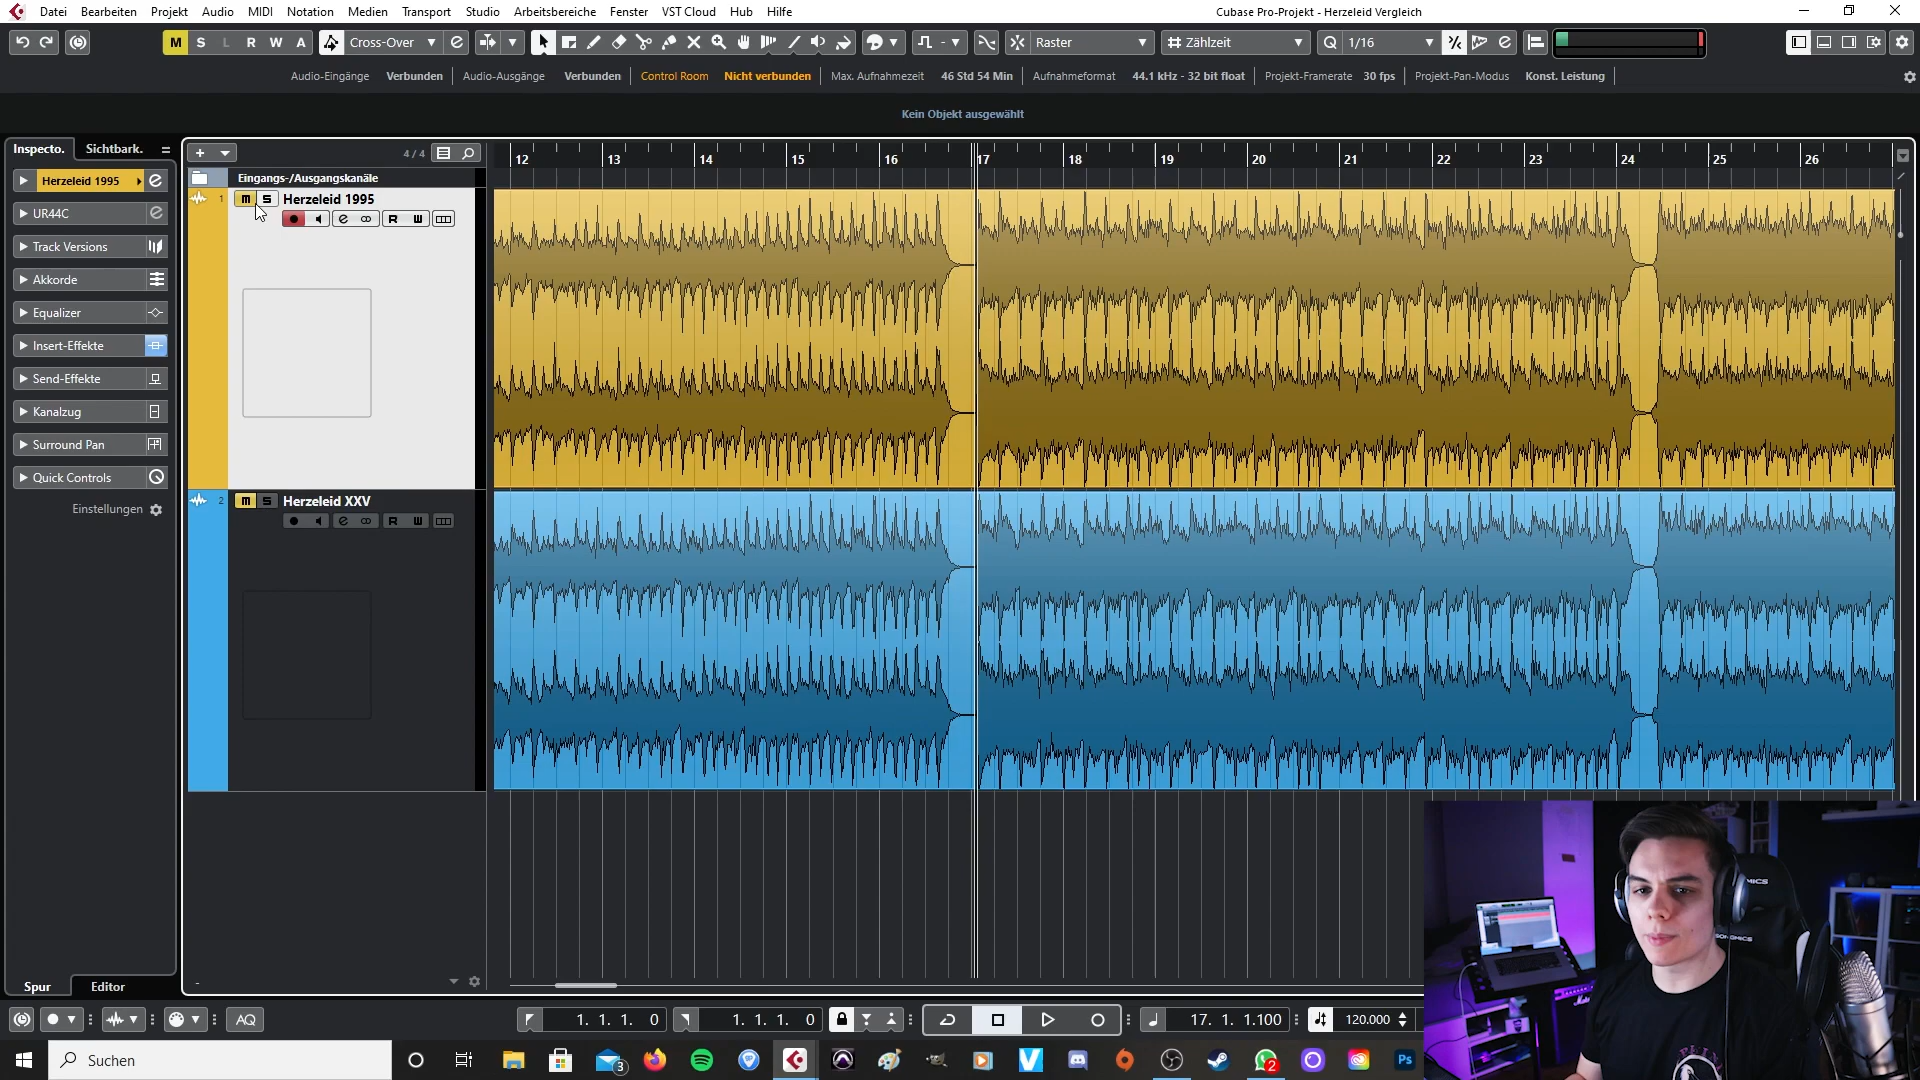 Datei Bearbeiten Projekt Audio MIDI Notation Medien Transport Studio Arbeitsbereiche Fenster VST Cloud Hub Hilfe
Cubase Pro-Projekt - Herzeleid Vergleich
M S L R W A Cross-Over Raster Zählzeit Q 1/16
Audio-Eingänge Verbunden Audio-Ausgänge Verbunden Control Room Nicht verbunden Max. Aufnahmezeit 46 Std 54 Min Aufnahmeformat 44.1 kHz - 32 bit float Projekt-Framerate 30 fps Projekt-Pan-Modus Konst. Leistung
Kein Objekt ausgewählt
Inspecto. Sichtbark.
4 / 4
12 13 14 15 16 17 18 19 20 21 22 23 24 25 26
Eingangs-/Ausgangskanäle
Herzeleid 1995
UR44C
Track Versions
Akkorde
Equalizer
Insert-Effekte
Send-Effekte
Kanalzug
Surround Pan
Quick Controls
Einstellungen
1 m S Herzeleid 1995
R W
2 m S Herzeleid XXV
R W
Spur Editor
AQ
1. 1. 1. 0
1. 1. 1. 0
17. 1. 1.100
120.000
Suchen
3
2
Ps